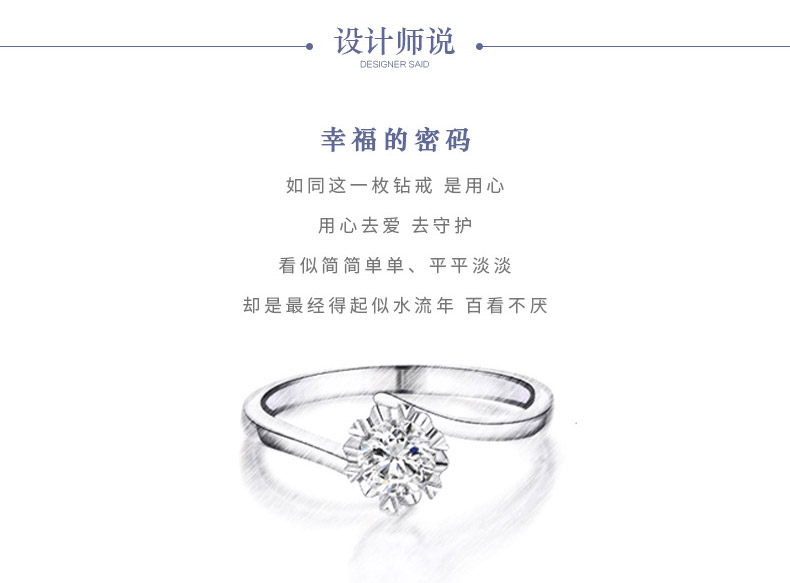 设计师说
DESIGNER SAID
幸福的密码
如同这一枚钻戒 是用心
用心去爱 去守护
看似简简单单、平平淡淡
却是最经得起似水流年 百看不厌